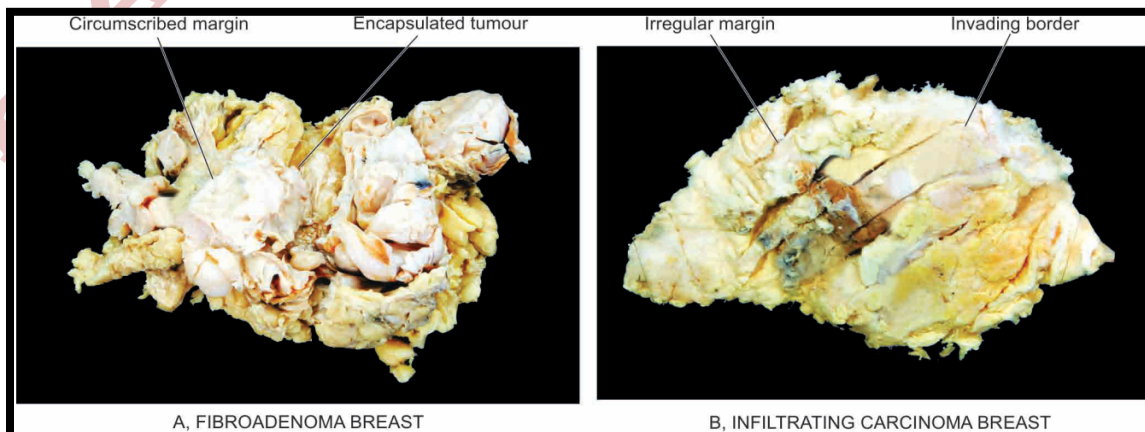 Circumscribed margin Encapsulated tumour Irregular margin Invading border
A, FIBROADENOMA BREAST B, INFILTRATING CARCINOMA BREAST